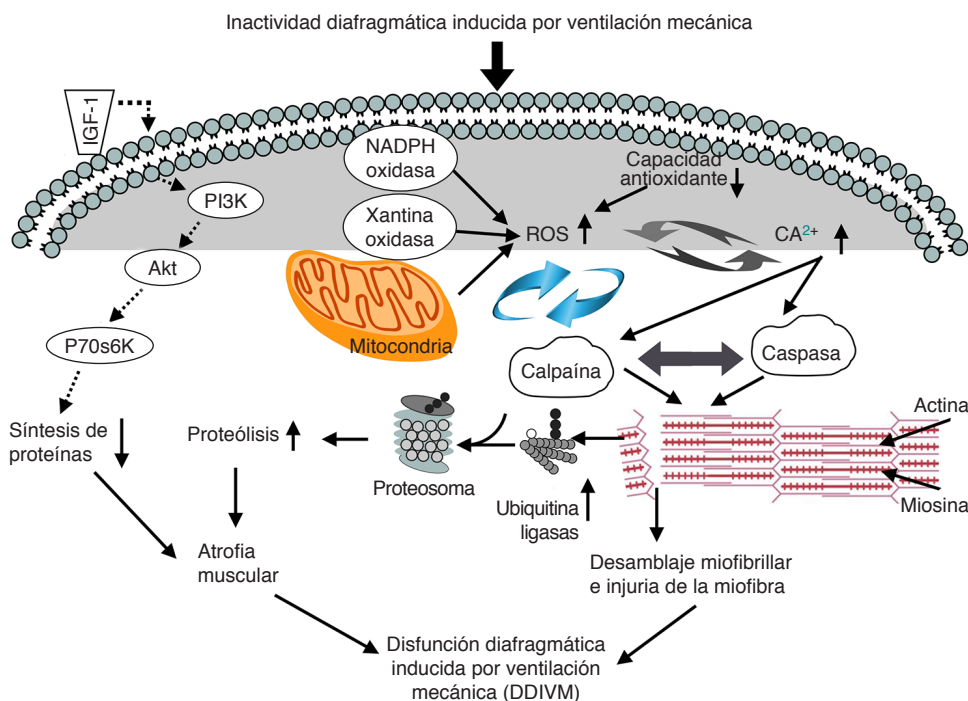 Inactividad diafragmática inducida por ventilación mecánica
IGF-1
NADPH
oxidasa
Capacidad
antioxidante
PI3K
Xantina
oxidasa
ROS
CA²⁺
Akt
Mitocondria
P70s6K
Calpaína
Caspasa
Síntesis de
proteínas
Proteólisis
Proteosoma
Ubiquitina
ligasas
Actina
Miosina
Atrofia
muscular
Desamblaje miofibrillar
e injuria de la miofibra
Disfunción diafragmática
inducida por ventilación
mecánica (DDIVM)